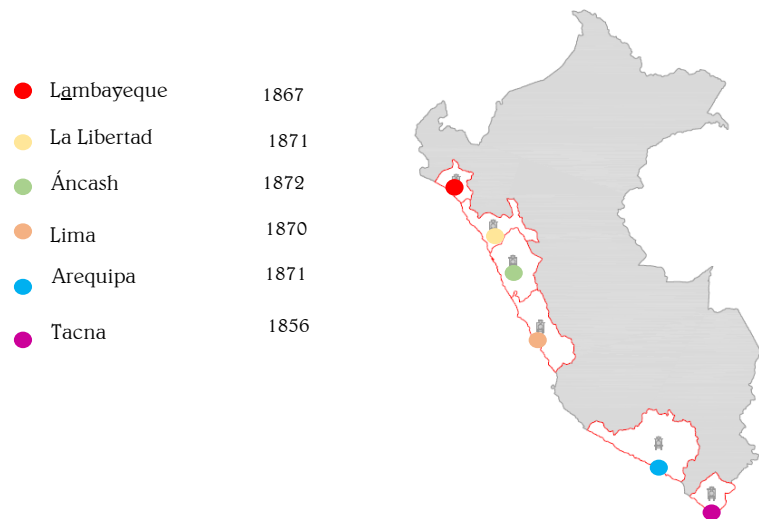 Lambayeque 1867
La Libertad 1871
Áncash 1872
Lima 1870
Arequipa 1871
Tacna 1856